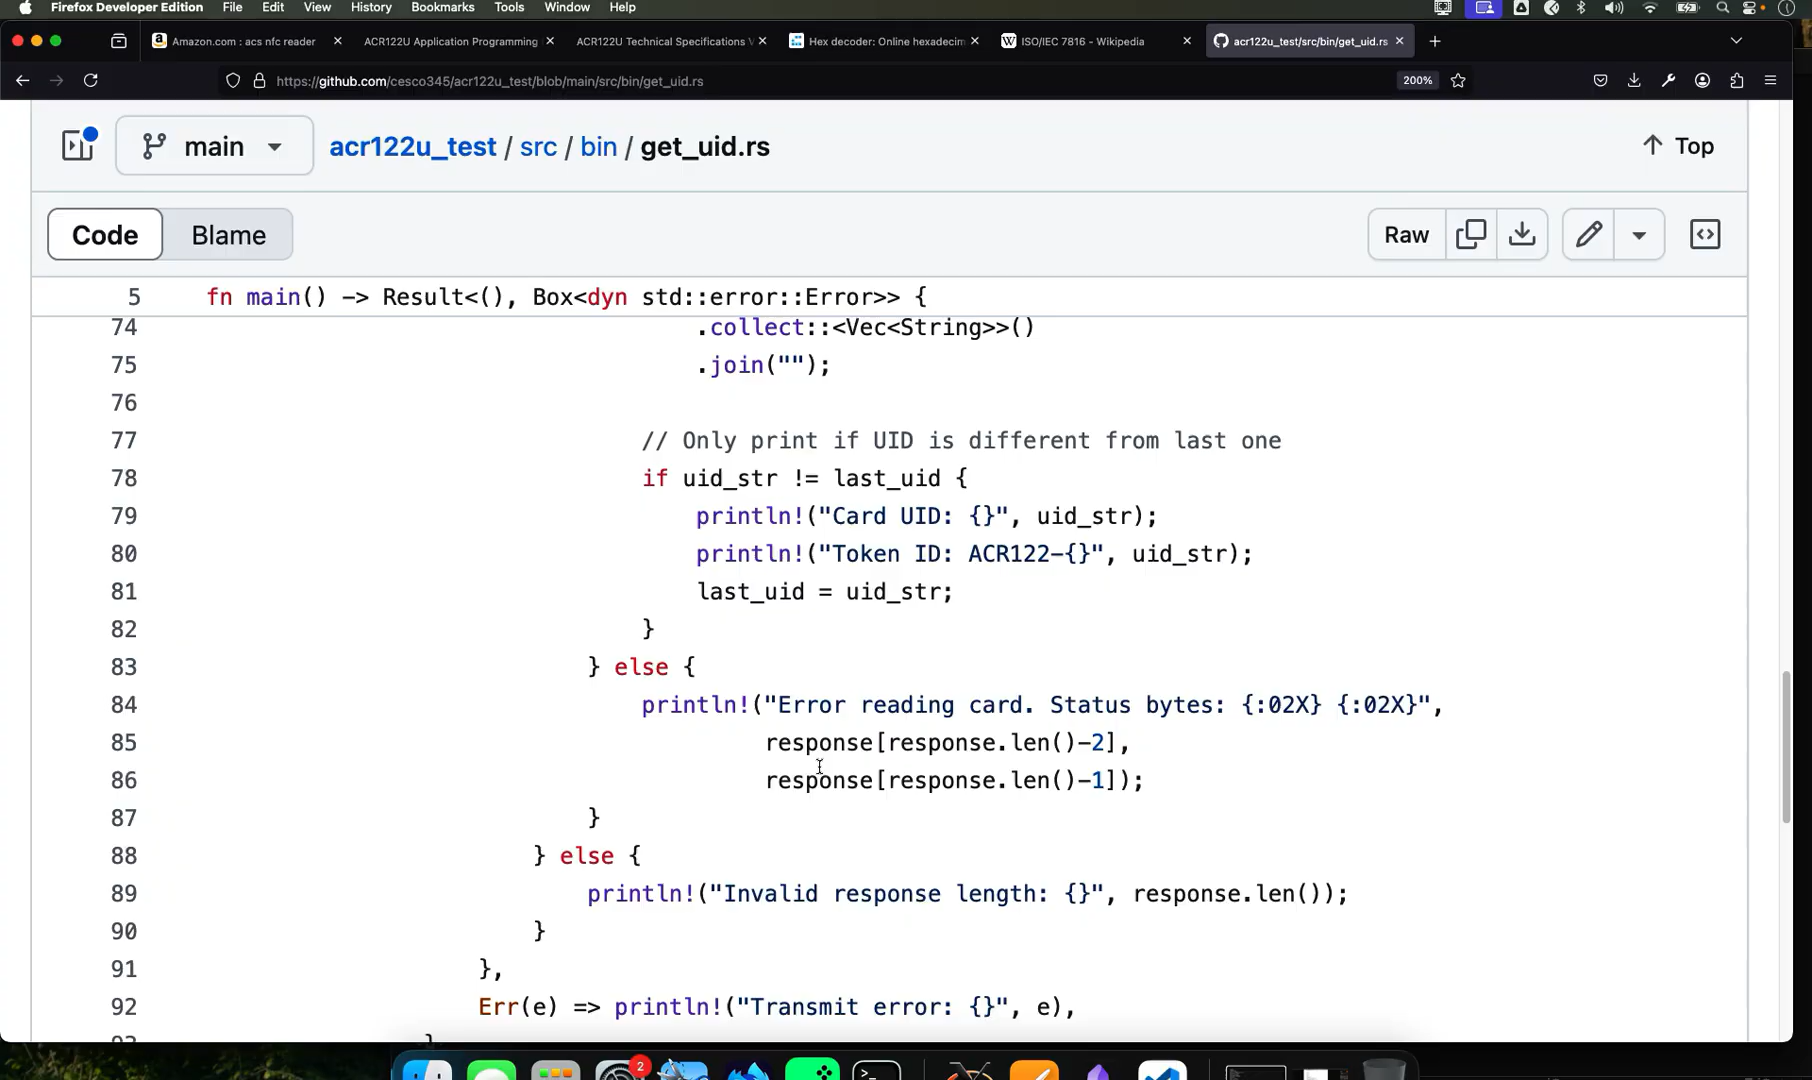 Firefox Developer Edition File Edit View History Bookmarks Tools Window Help
Amazon.com : acs nfc reader
ACR122U Application Programming
ACR122U Technical Specifications V
Hex decoder: Online hexadecim
ISO/IEC 7816 - Wikipedia
acr122u_test/src/bin/get_uid.rs
https://github.com/cesco345/acr122u_test/blob/main/src/bin/get_uid.rs
200%
main
acr122u_test / src / bin / get_uid.rs
Top
Code
Blame
Raw
5 fn main() -> Result<(), Box<dyn std::error::Error>> {
74 .collect::<Vec<String>>()
75 .join("");
76
77 // Only print if UID is different from last one
78 if uid_str != last_uid {
79 println!("Card UID: {}", uid_str);
80 println!("Token ID: ACR122-{}", uid_str);
81 last_uid = uid_str;
82 }
83 } else {
84 println!("Error reading card. Status bytes: {:02X} {:02X}",
85 response[response.len()-2],
86 response[response.len()-1]);
87 }
88 } else {
89 println!("Invalid response length: {}", response.len());
90 }
91 },
92 Err(e) => println!("Transmit error: {}", e),
2